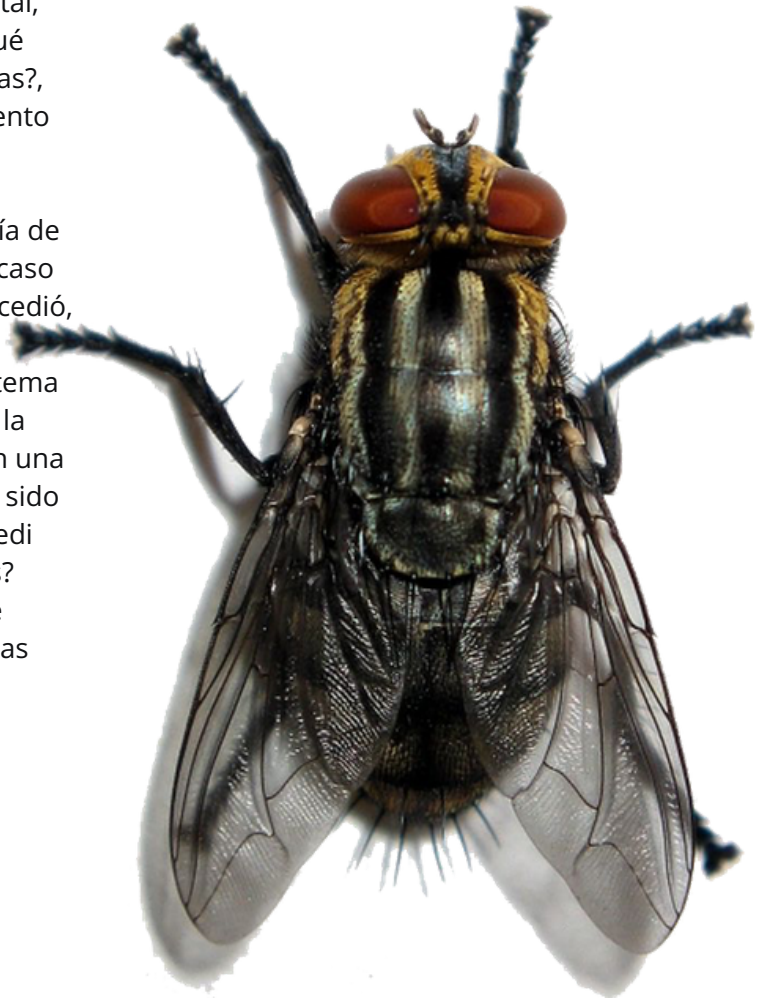 tal,
ué
as?,
ento
ía de
caso
cedió,
tema
la
n una
sido
edi
?
as